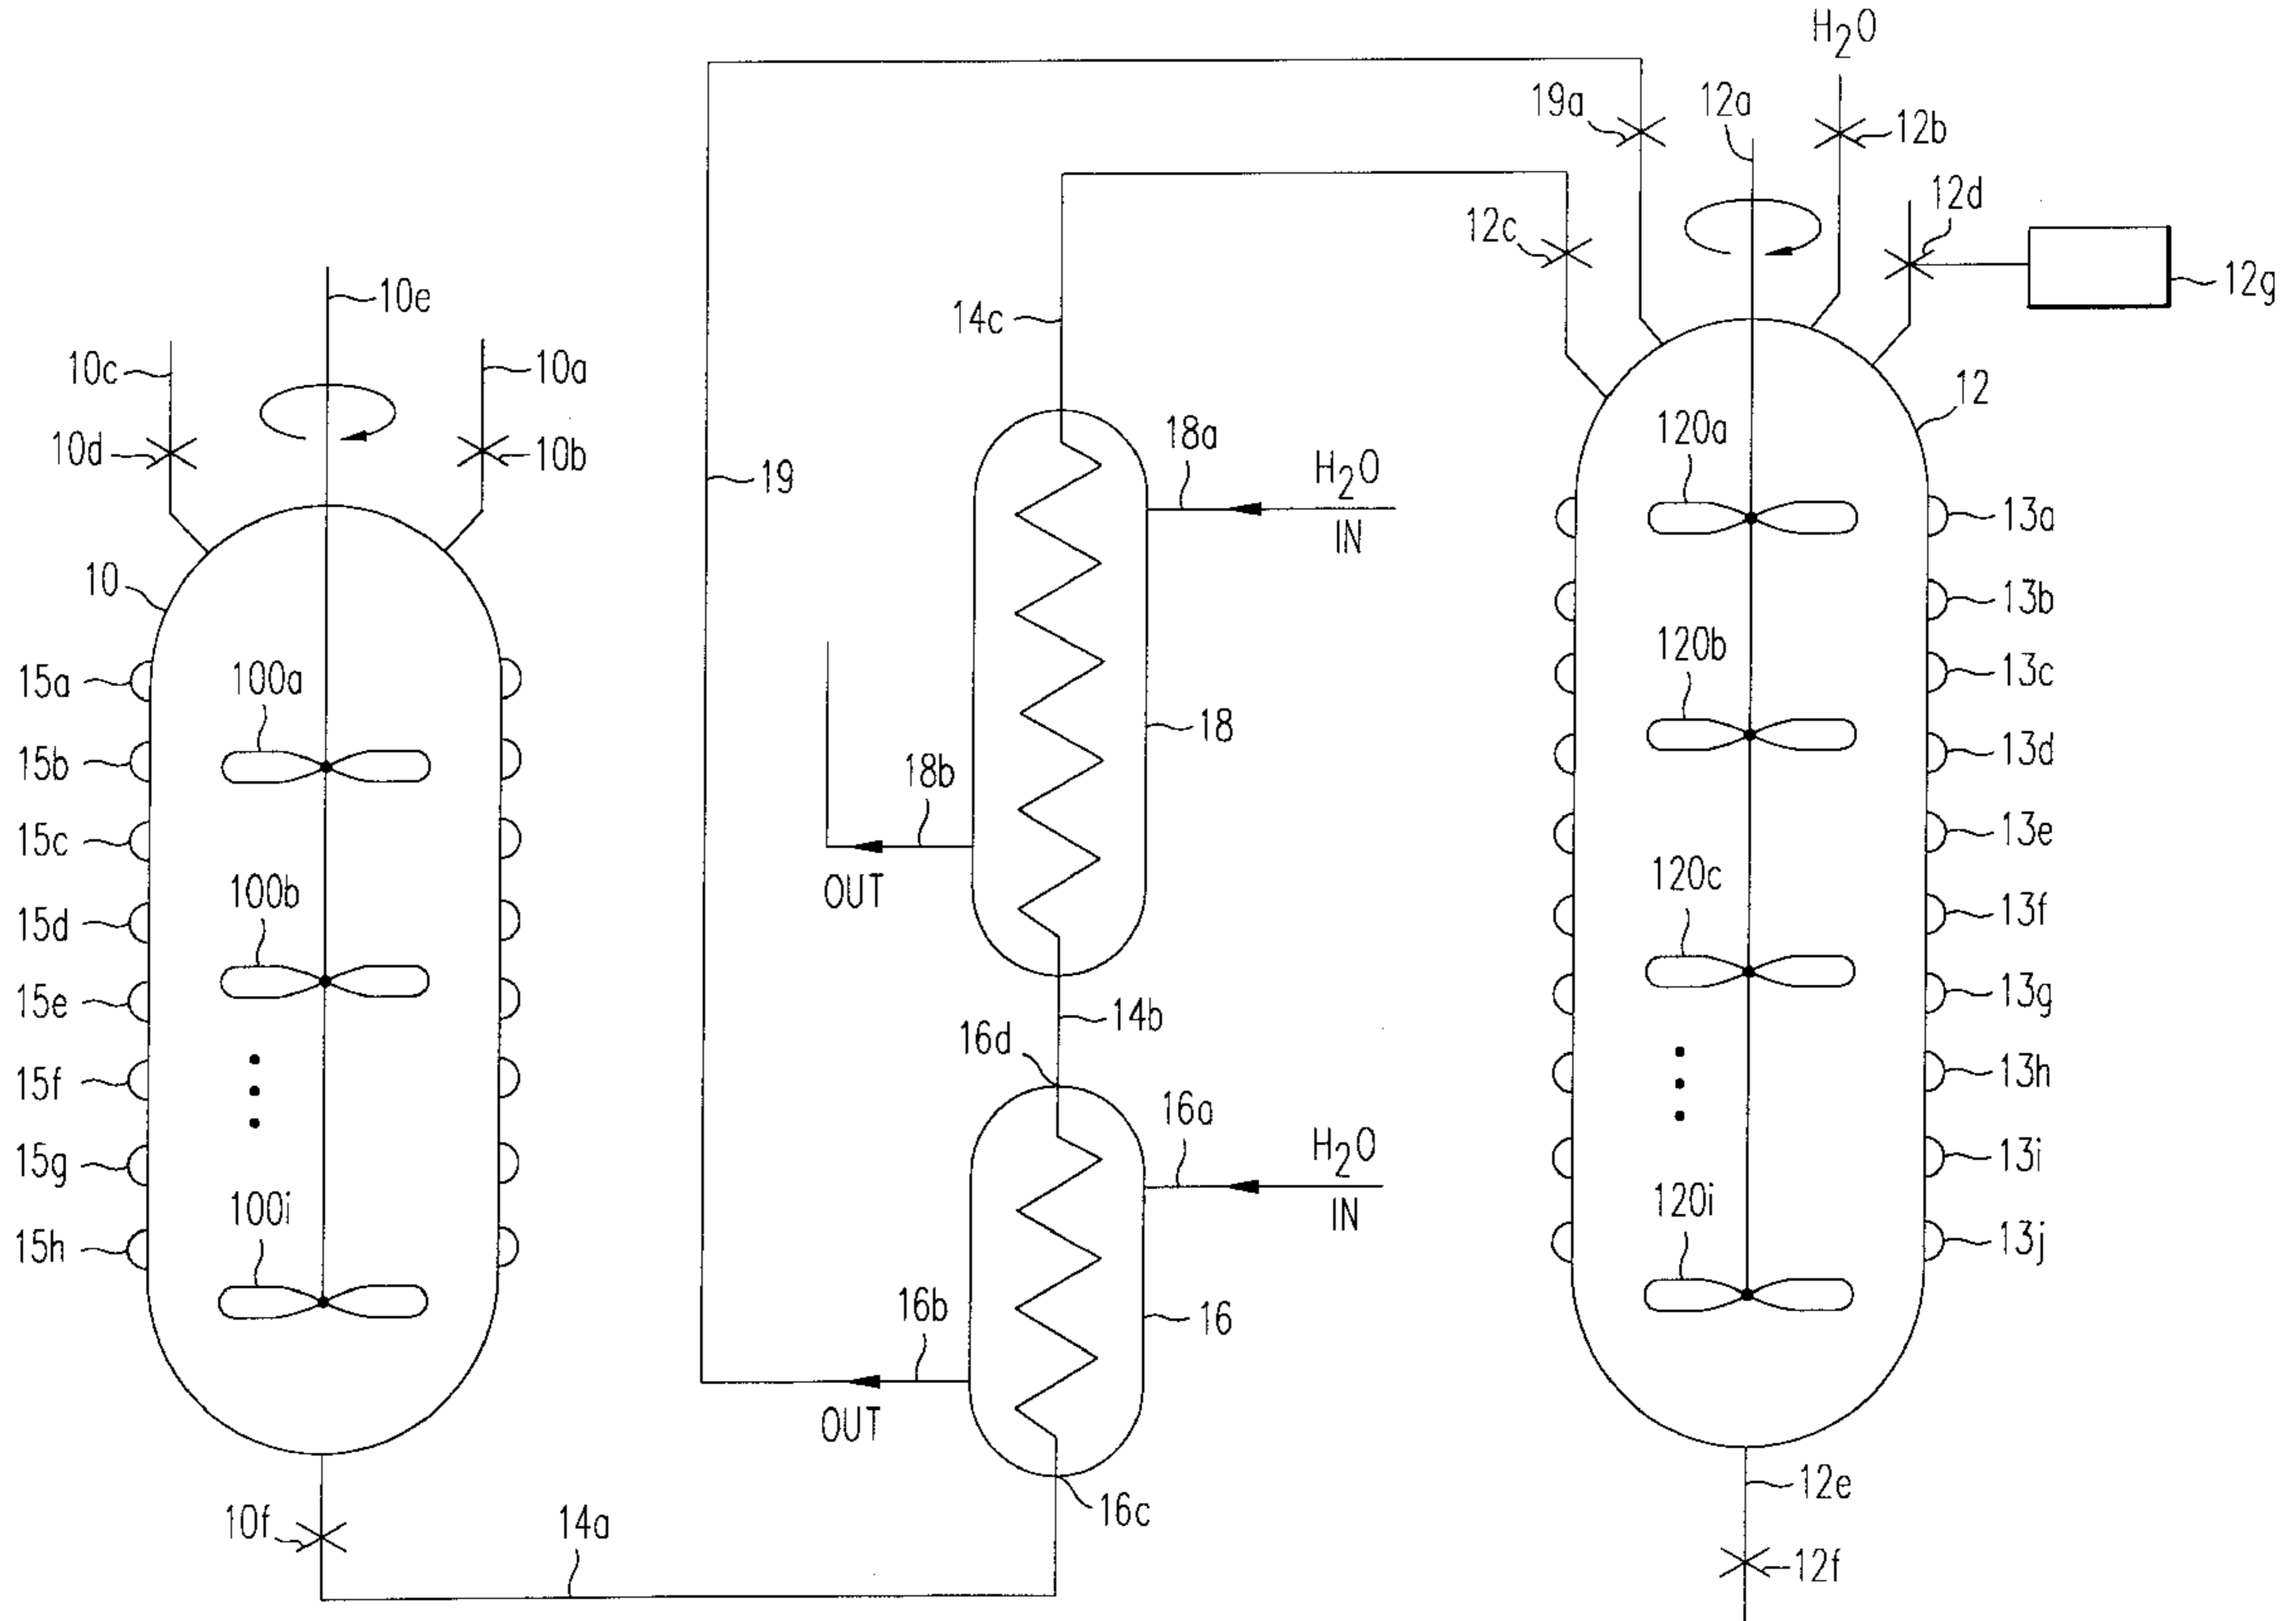 H2O
19a
12a
12b
12d
12c
12g
10e
14c
10c
10a
12
18a
120a
10d
10b
19
H2O
IN
13a
10
13b
120b
15a
100a
13c
18
15b
18b
13d
15c
OUT
13e
100b
120c
15d
13f
15e
14b
13g
16d
15f
16a
13h
H2O
15g
13i
100i
IN
120i
15h
13j
16b
16
OUT
12e
16c
10f
14a
12f